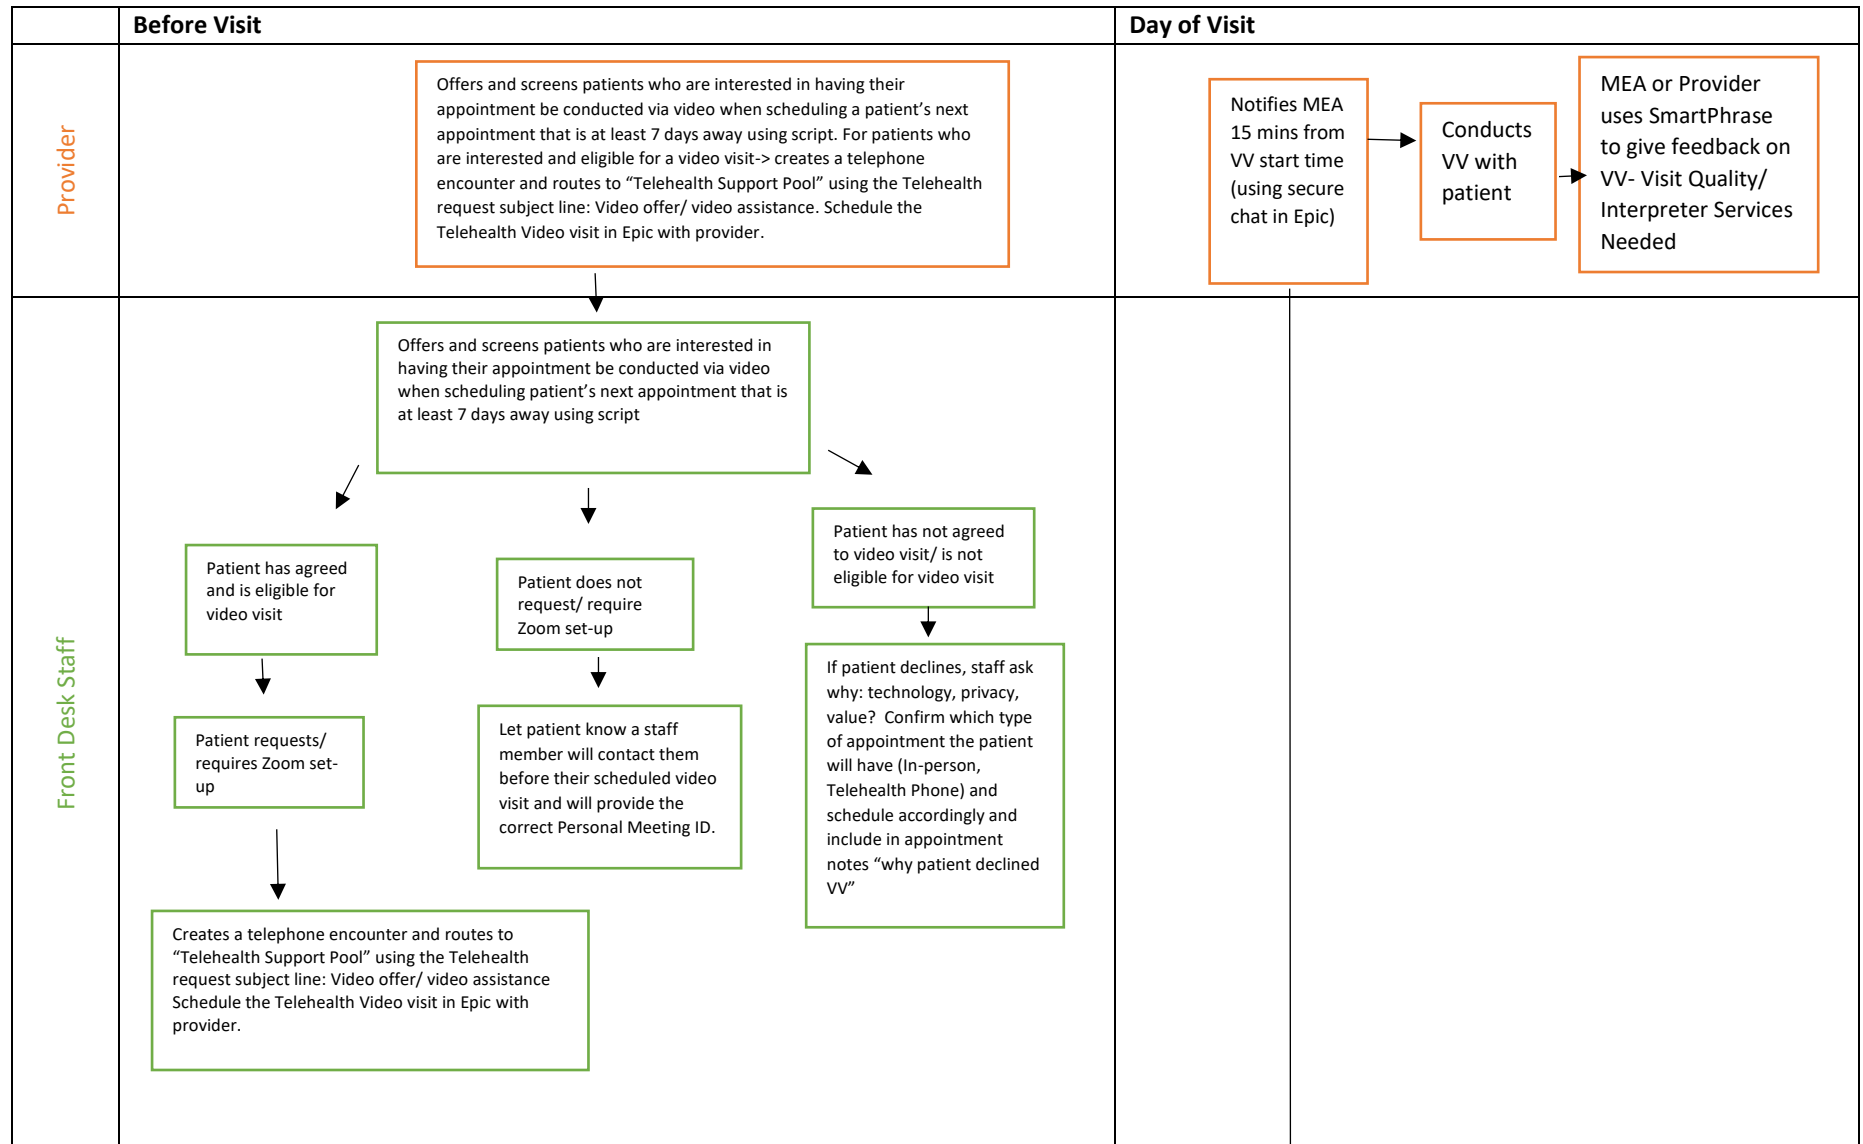 Before Visit
Day of Visit
Provider
Offers and screens patients who are interested in having their
appointment be conducted via video when scheduling a patient’s next
appointment that is at least 7 days away using script. For patients who
are interested and eligible for a video visit-> creates a telephone
encounter and routes to “Telehealth Support Pool” using the Telehealth
request subject line: Video offer/ video assistance. Schedule the
Telehealth Video visit in Epic with provider.
Notifies MEA
15 mins from
VV start time
(using secure
chat in Epic)
Conducts
VV with
patient
MEA or Provider
uses SmartPhrase
to give feedback on
VV- Visit Quality/
Interpreter Services
Needed
Front Desk Staff
Offers and screens patients who are interested in
having their appointment be conducted via video
when scheduling patient’s next appointment that is
at least 7 days away using script
Patient has agreed
and is eligible for
video visit
Patient does not
request/ require
Zoom set-up
Patient has not agreed
to video visit/ is not
eligible for video visit
Patient requests/
requires Zoom set-
up
Let patient know a staff
member will contact them
before their scheduled video
visit and will provide the
correct Personal Meeting ID.
If patient declines, staff ask
why: technology, privacy,
value?  Confirm which type
of appointment the patient
will have (In-person,
Telehealth Phone) and
schedule accordingly and
include in appointment
notes “why patient declined
VV”
Creates a telephone encounter and routes to
“Telehealth Support Pool” using the Telehealth
request subject line: Video offer/ video assistance
Schedule the Telehealth Video visit in Epic with
provider.